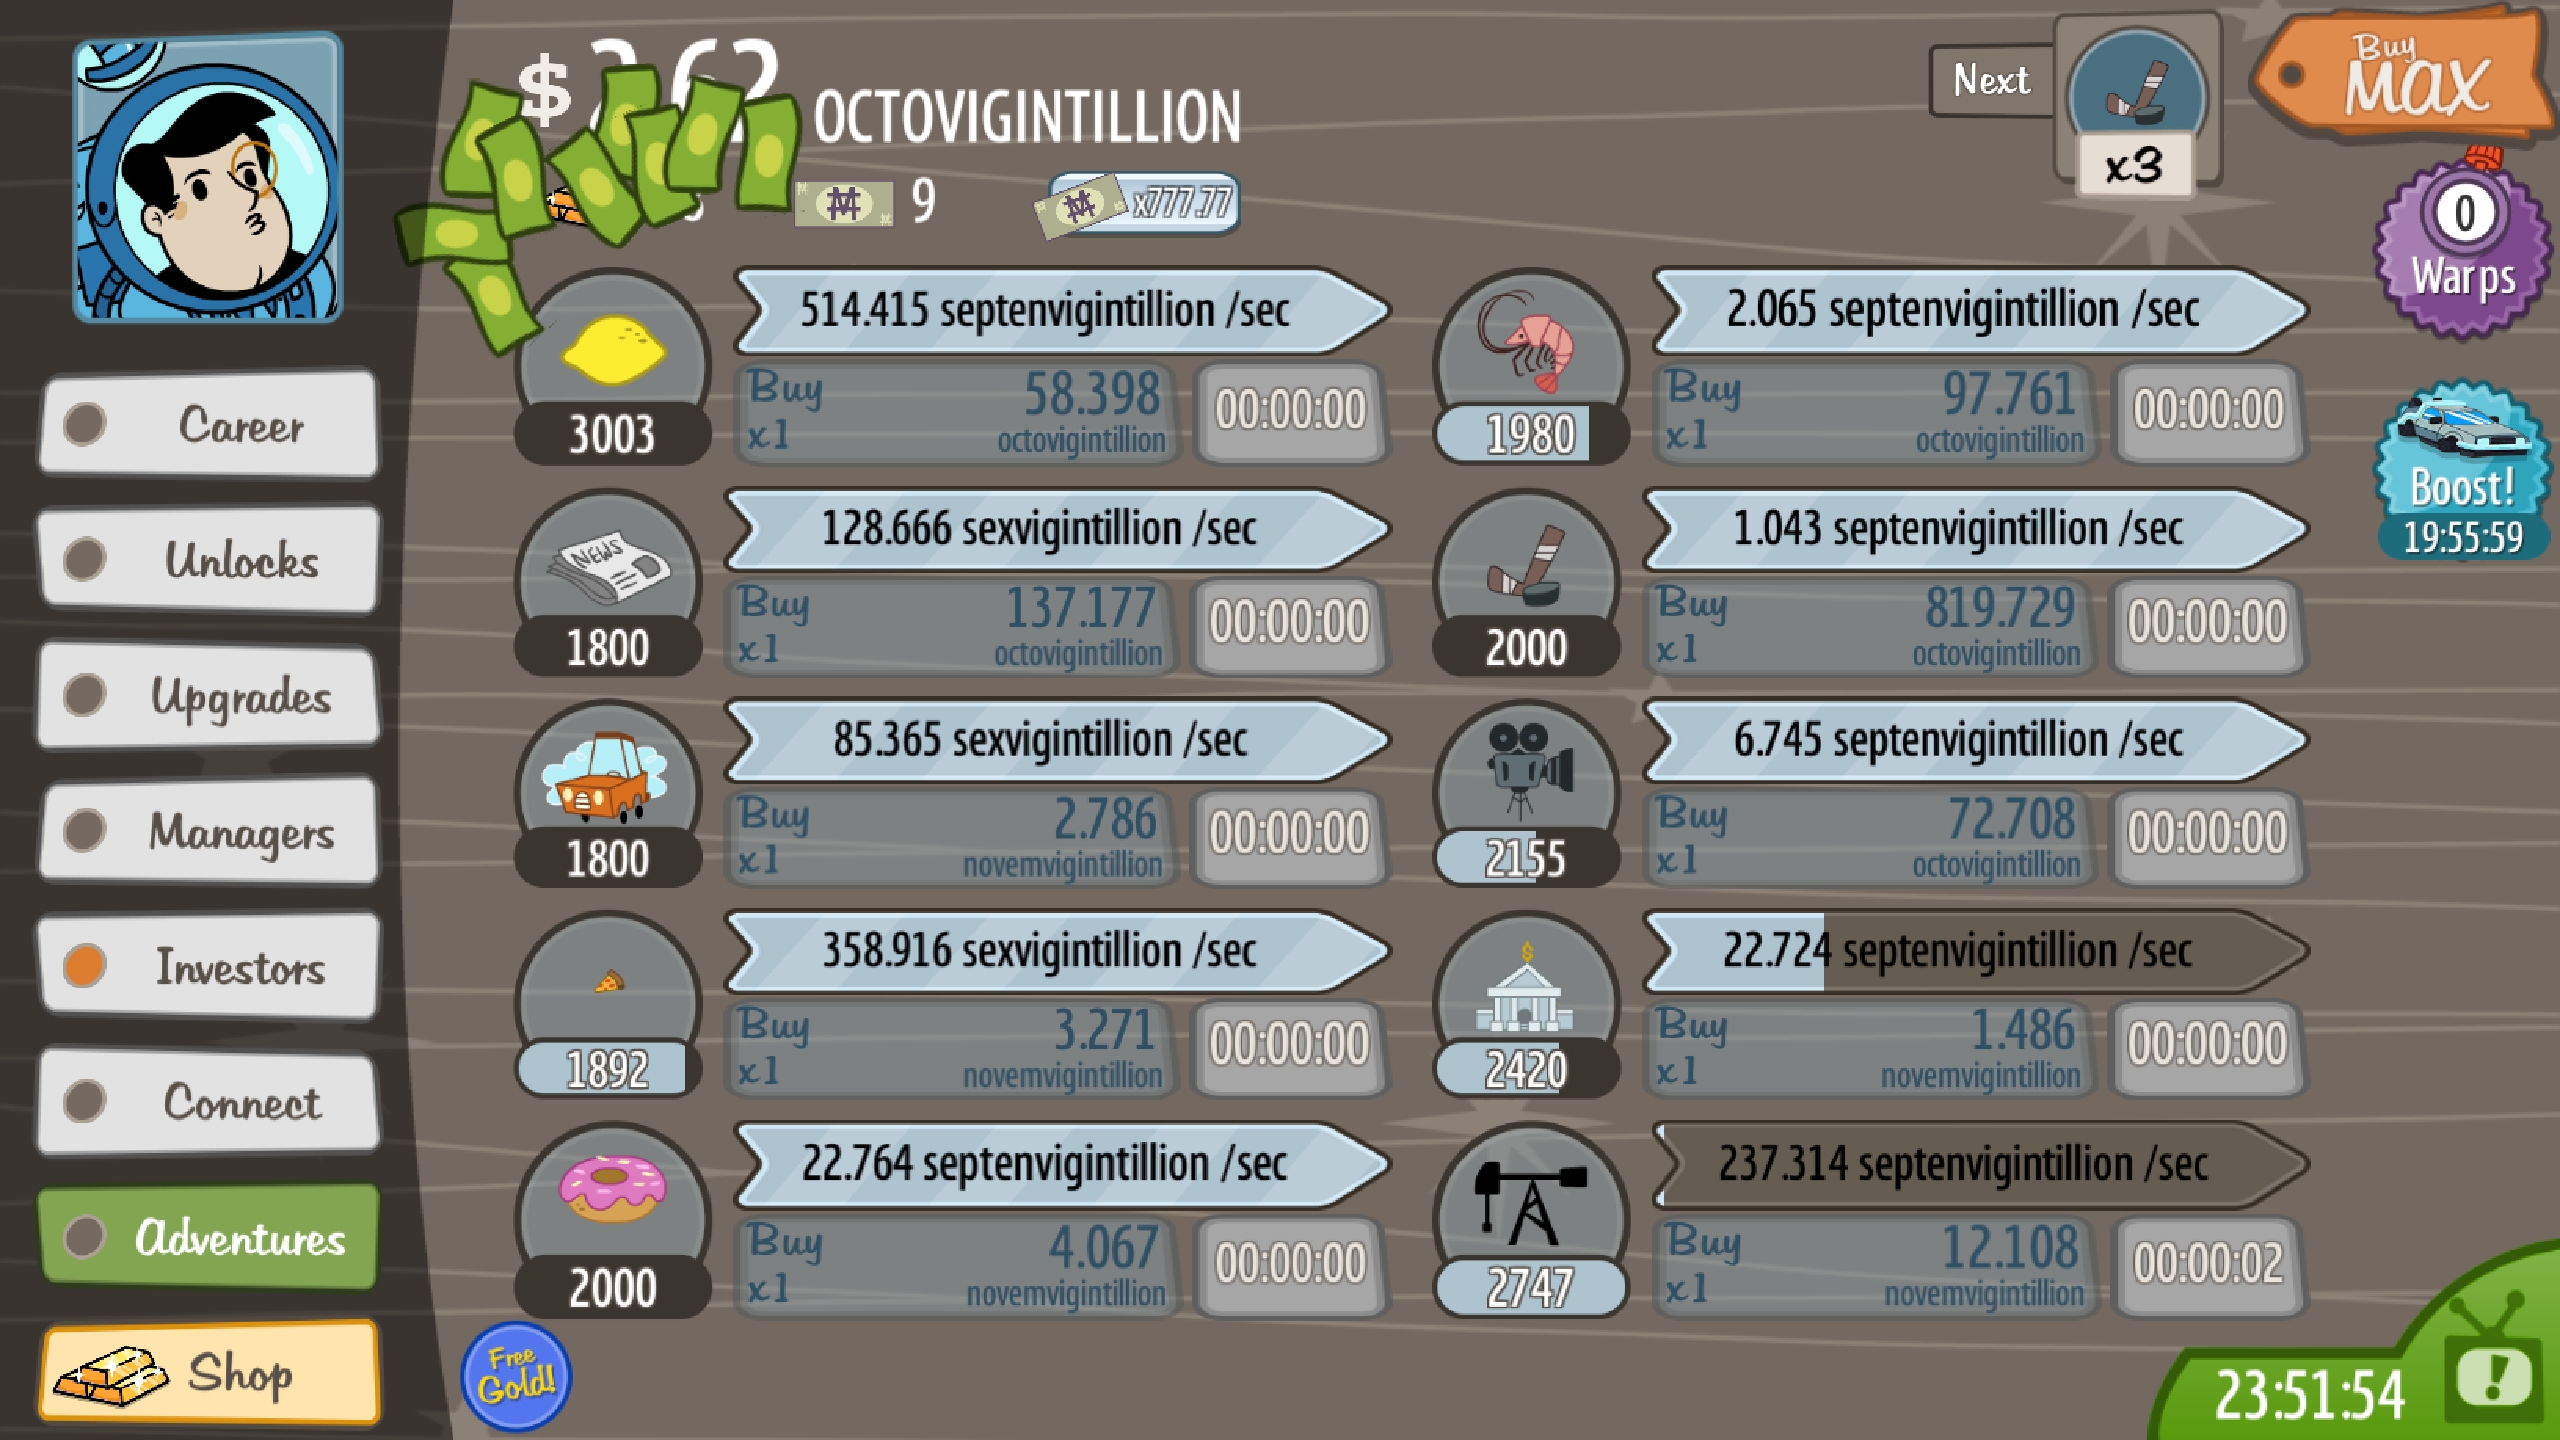 OCTOVIGINTILLION
Next
x3
Buy
MAX
9
x777.77
0
Warps
Boost!
19:55:59
Career
Unlocks
Upgrades
Managers
Investors
Connect
Adventures
Shop
514.415 septenvigintillion /sec
3003
Buy
x1
58.398
octovigintillion
00:00:00
2.065 septenvigintillion /sec
1980
Buy
x1
97.761
octovigintillion
00:00:00
128.666 sexvigintillion /sec
NEWS
1800
Buy
x1
137.177
octovigintillion
00:00:00
1.043 septenvigintillion /sec
2000
Buy
x1
819.729
octovigintillion
00:00:00
85.365 sexvigintillion /sec
1800
Buy
x1
2.786
novemvigintillion
00:00:00
6.745 septenvigintillion /sec
2155
Buy
x1
72.708
octovigintillion
00:00:00
358.916 sexvigintillion /sec
1892
Buy
x1
3.271
novemvigintillion
00:00:00
22.724 septenvigintillion /sec
2420
Buy
x1
1.486
novemvigintillion
00:00:00
22.764 septenvigintillion /sec
2000
Buy
x1
4.067
novemvigintillion
00:00:00
237.314 septenvigintillion /sec
2747
Buy
x1
12.108
novemvigintillion
00:00:02
Free
Gold!
23:51:54